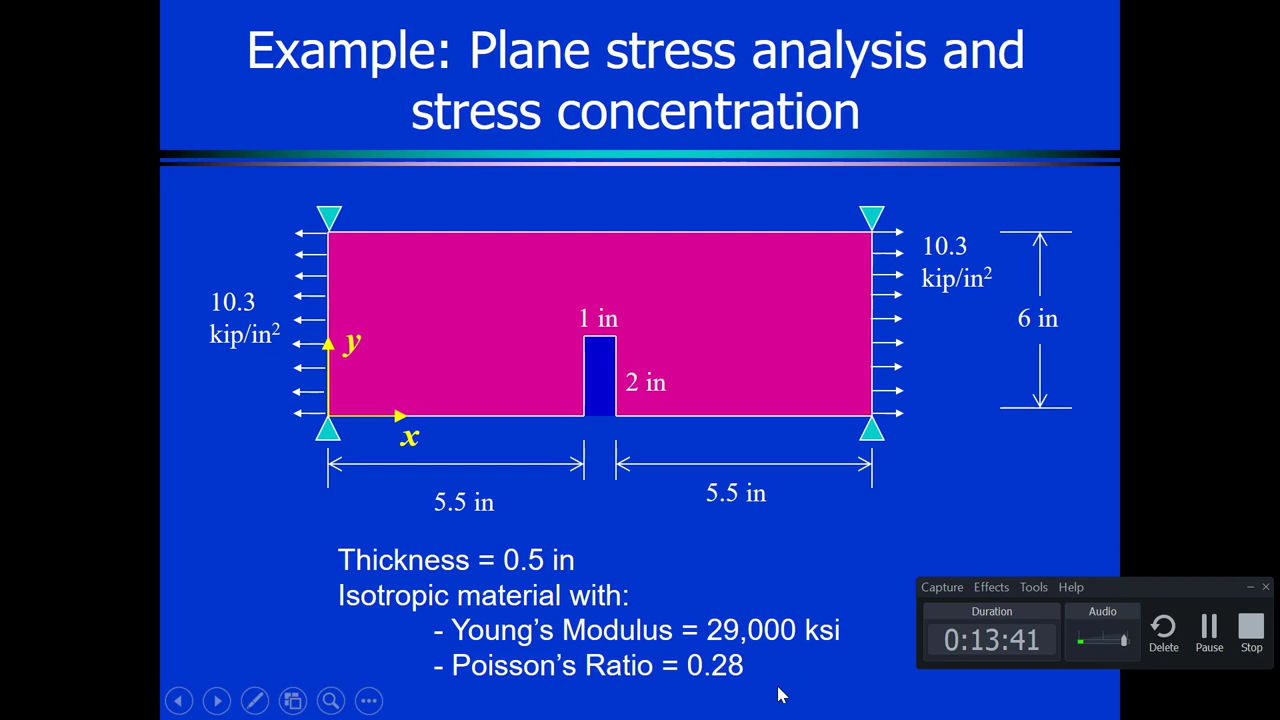 Example: Plane stress analysis and
stress concentration
10.3
kip/in²
10.3
kip/in²
6 in
1 in
2 in
y
x
5.5 in
5.5 in
Thickness = 0.5 in
Isotropic material with:
- Young’s Modulus = 29,000 ksi
- Poisson’s Ratio = 0.28
Capture Effects Tools Help
Duration
Audio
0:13:41
Delete Pause Stop